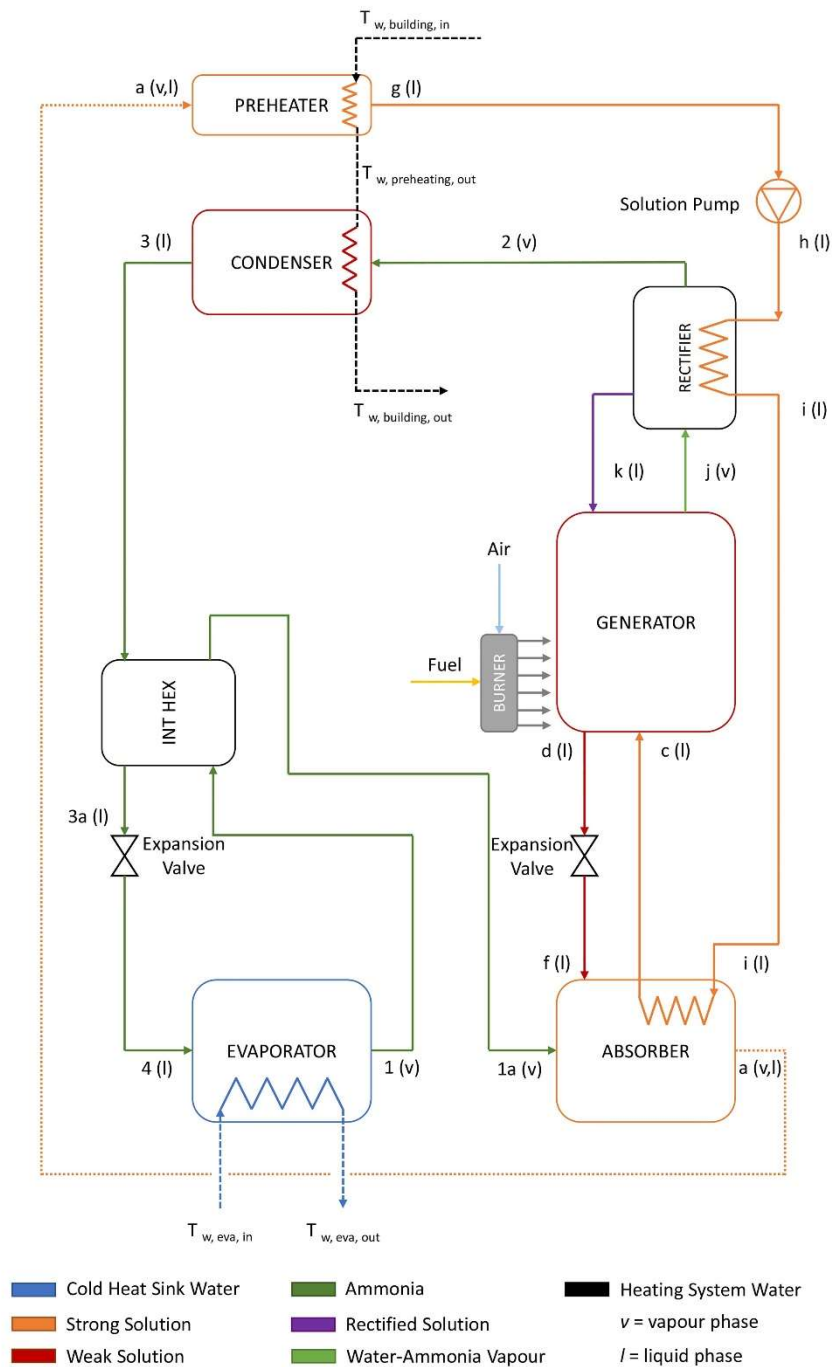 T w, building, in
a (v,l)
g (l)
PREHEATER
T w, preheating, out
Solution Pump
3 (l)
2 (v)
h (l)
CONDENSER
RECTIFIER
T w, building, out
i (l)
k (l)
j (v)
Air
GENERATOR
Fuel
BURNER
INT HEX
d (l)
c (l)
3a (l)
Expansion
Valve
Expansion
Valve
f (l)
i (l)
EVAPORATOR
ABSORBER
4 (l)
1 (v)
1a (v)
a (v,l)
T w, eva, in
T w, eva, out
Cold Heat Sink Water
Ammonia
Heating System Water
Strong Solution
Rectified Solution
v = vapour phase
Weak Solution
Water-Ammonia Vapour
l = liquid phase